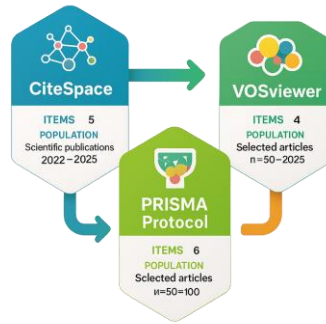 CiteSpace
ITEMS 5
POPULATION
Scientific publications
2022–2025
VOSviewer
ITEMS 4
POPULATION
Selected articles
n=50–2025
PRISMA
Protocol
ITEMS 6
POPULATION
Sclected articles
и=50=100